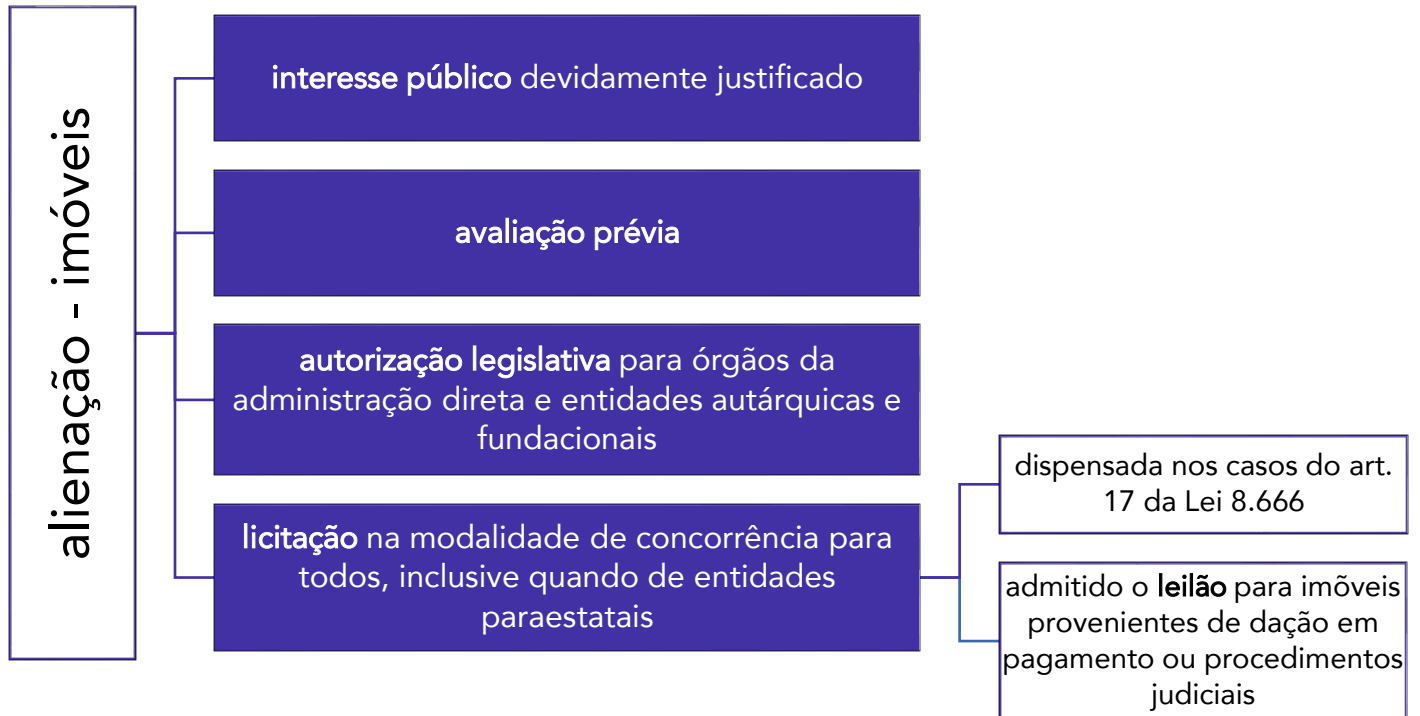 alienação - imóveis
interesse público devidamente justificado
avaliação prévia
autorização legislativa para órgãos da
administração direta e entidades autárquicas e
fundacionais
licitação na modalidade de concorrência para
todos, inclusive quando de entidades
paraestatais
dispensada nos casos do art.
17 da Lei 8.666
admitido o leilão para imóveis
provenientes de dação em
pagamento ou procedimentos
judiciais